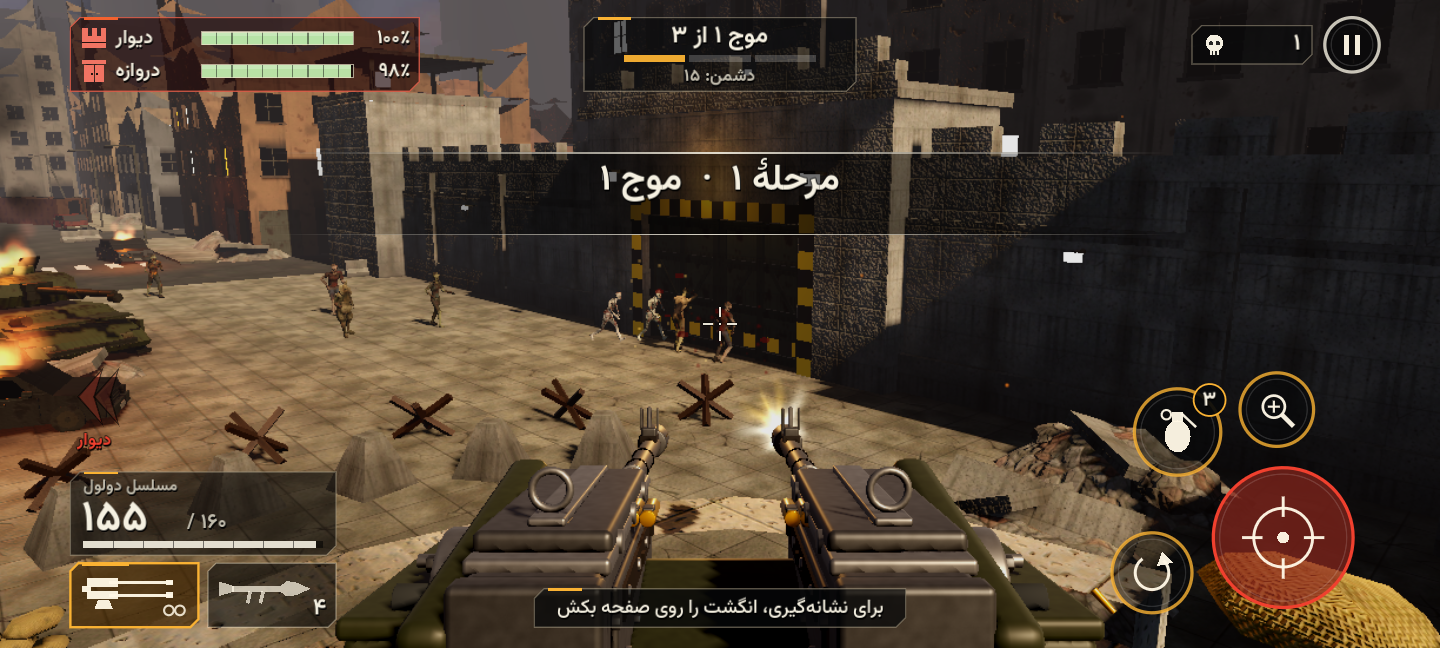 دیوار ۱۰۰٪
دروازه ۹۸٪
موج ۱ از ۳
دشمن: ۱۵
۱
مرحلهٔ ۱ · موج ۱
۳
دیوار
مسلسل دولول
۱۵۵ / ۱۶۰
∞
۴
برای نشانه‌گیری، انگشت را روی صفحه بکش